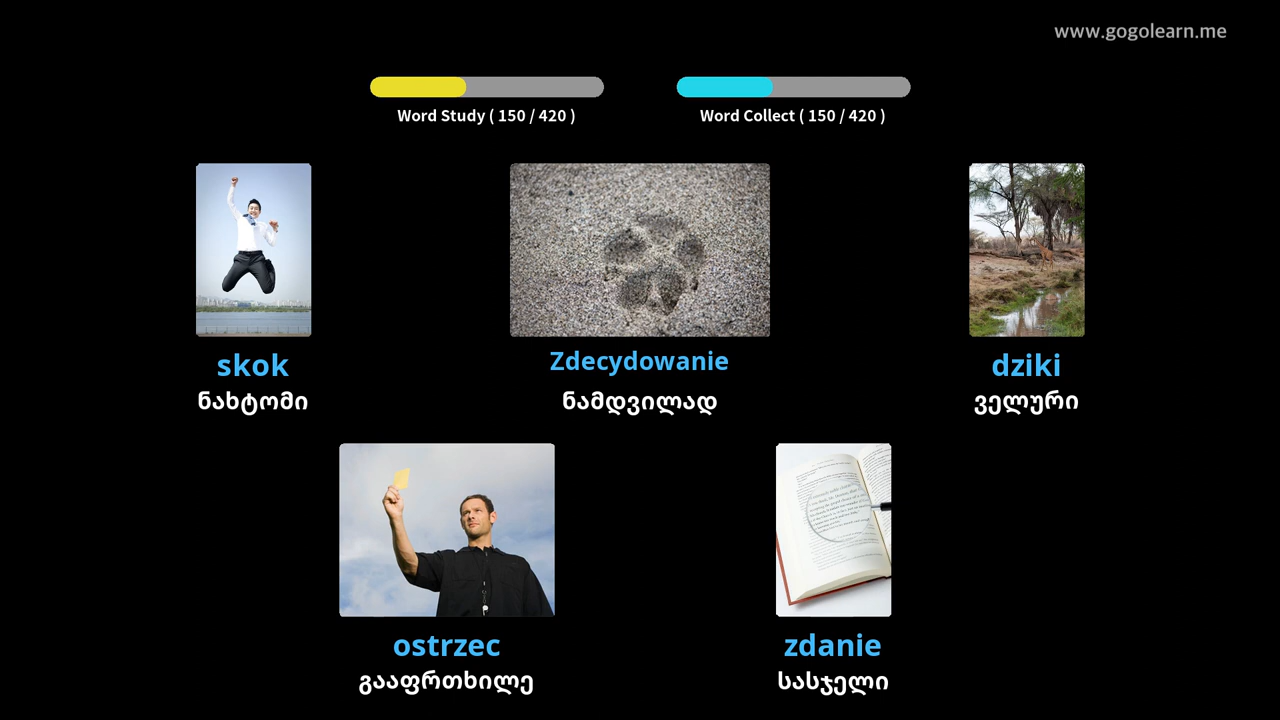 www.gogolearn.me
Word Study ( 150 / 420 )
Word Collect ( 150 / 420 )
skok
ნახტომი
Zdecydowanie
ნამდვილად
dziki
ველური
ostrzec
გააფრთხილე
zdanie
სასჯელი